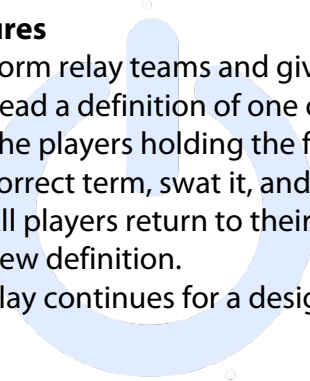 ures
orm relay teams and giv
ead a definition of one
he players holding the f
orrect term, swat it, and
ll players return to their
ew definition.
lay continues for a desig